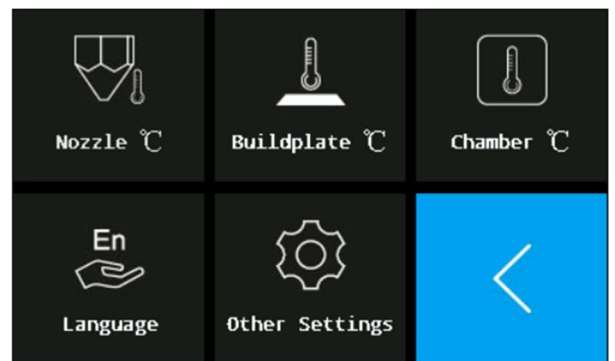 Nozzle ℃
Buildplate ℃
Chamber ℃
En
Language
Other Settings